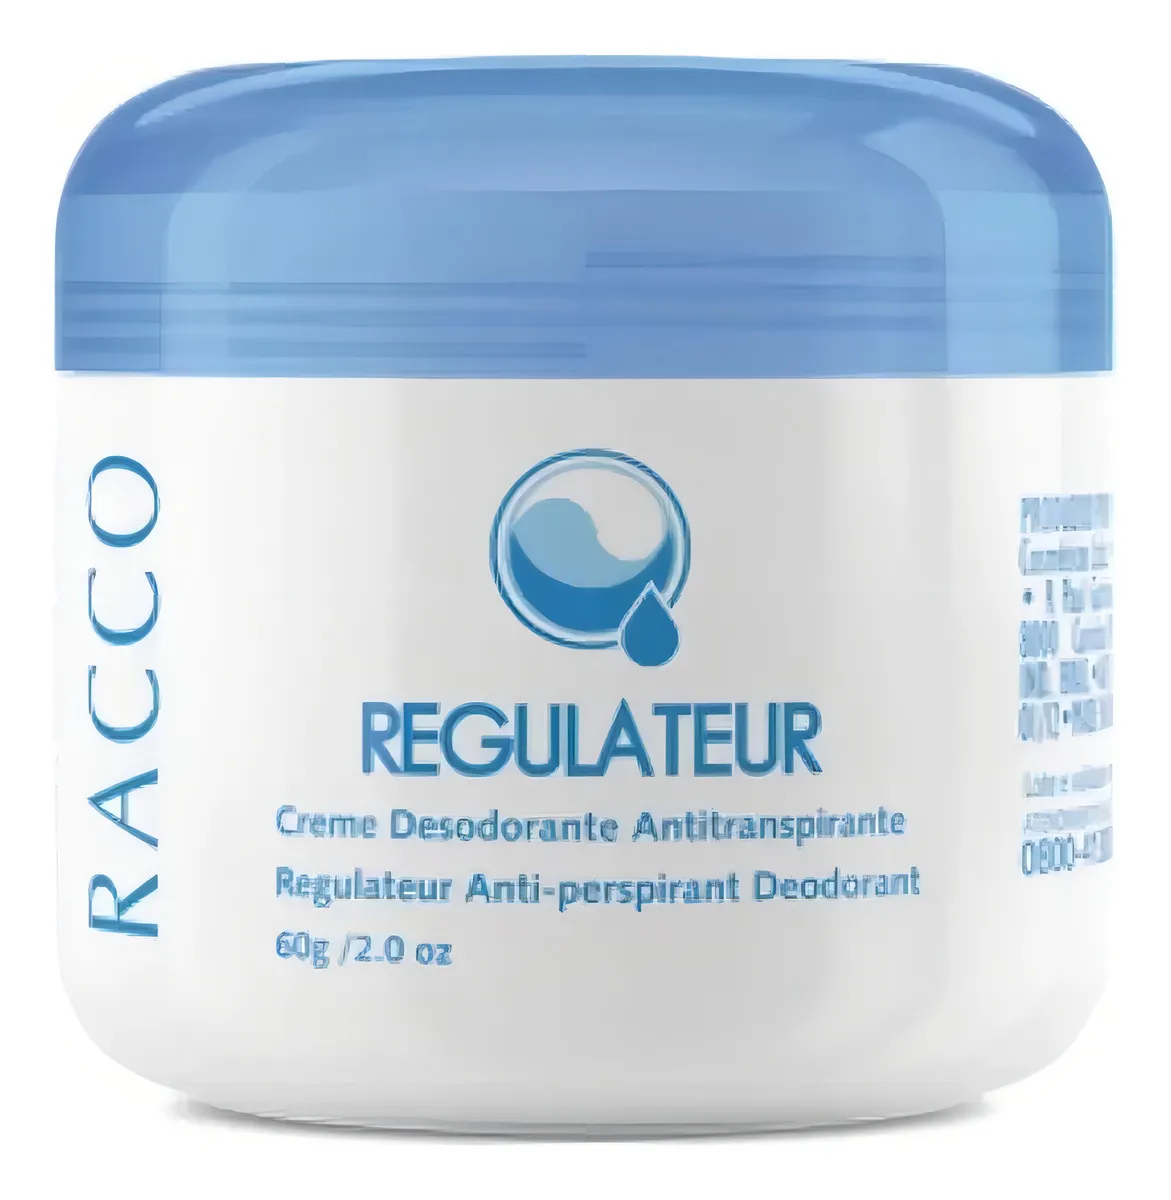 RACCO
REGULATEUR
Creme Desodorante Antitranspirante
Regulateur Anti-perspirant Deodorant
60g /2.0 oz